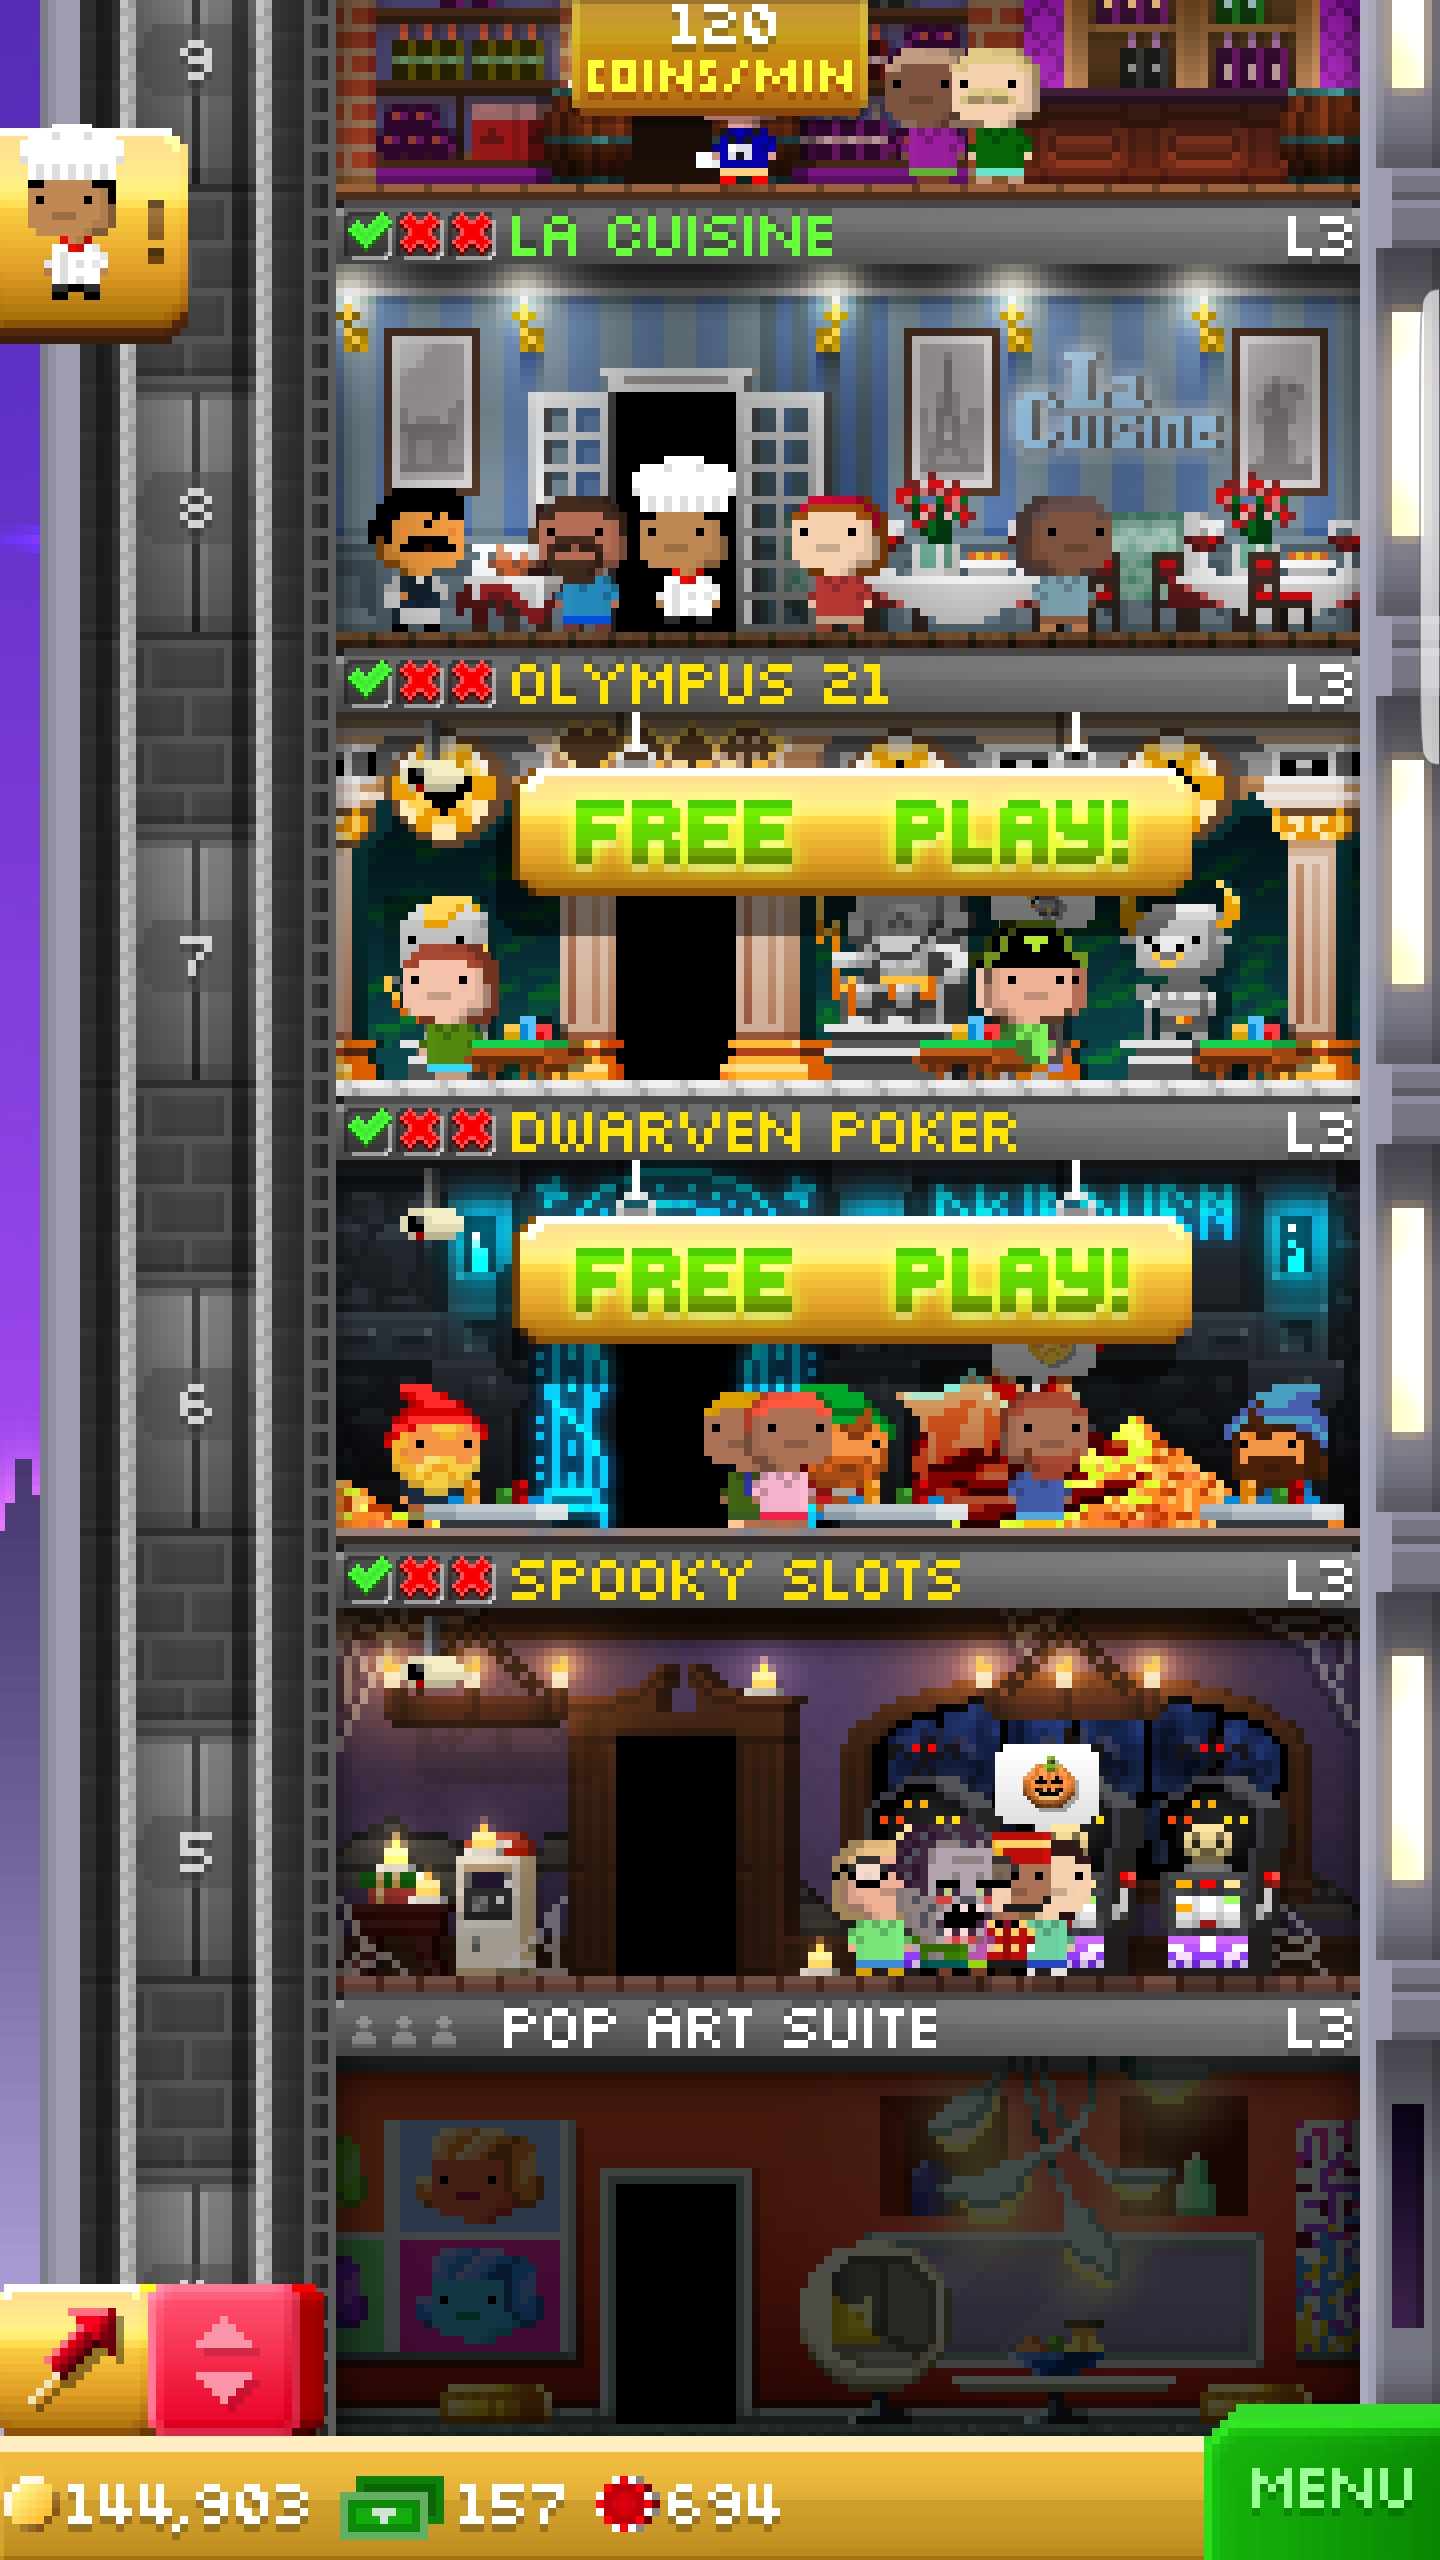 120
COINS/MIN
9
LA CUISINE L3
La
Cuisine
8
OLYMPUS 21 L3
FREE PLAY!
7
DWARVEN POKER L3
FREE PLAY!
6
SPOOKY SLOTS L3
5
POP ART SUITE L3
144,903 157 694
MENU